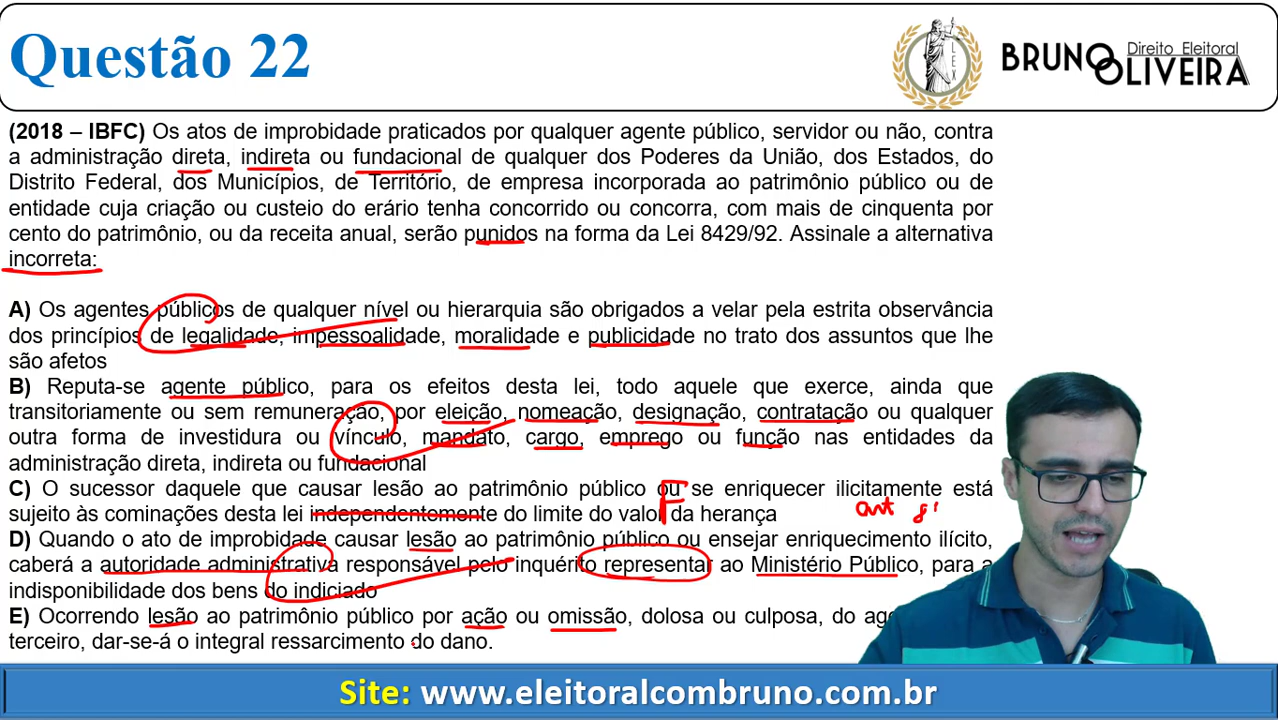 Questão 22
LEX
BRUNO OLIVEIRA
Direito Eleitoral
(2018 – IBFC) Os atos de improbidade praticados por qualquer agente público, servidor ou não, contra
a administração direta, indireta ou fundacional de qualquer dos Poderes da União, dos Estados, do
Distrito Federal, dos Municípios, de Território, de empresa incorporada ao patrimônio público ou de
entidade cuja criação ou custeio do erário tenha concorrido ou concorra, com mais de cinquenta por
cento do patrimônio, ou da receita anual, serão punidos na forma da Lei 8429/92. Assinale a alternativa
incorreta:
A) Os agentes públicos de qualquer nível ou hierarquia são obrigados a velar pela estrita observância
dos princípios de legalidade, impessoalidade, moralidade e publicidade no trato dos assuntos que lhe
são afetos
B) Reputa-se agente público, para os efeitos desta lei, todo aquele que exerce, ainda que
transitoriamente ou sem remuneração, por eleição, nomeação, designação, contratação ou qualquer
outra forma de investidura ou vínculo, mandato, cargo, emprego ou função nas entidades da
administração direta, indireta ou fundacional
C) O sucessor daquele que causar lesão ao patrimônio público ou se enriquecer ilicitamente está
sujeito às cominações desta lei independentemente do limite do valor da herança
F
art 8º
D) Quando o ato de improbidade causar lesão ao patrimônio público ou ensejar enriquecimento ilícito,
caberá a autoridade administrativa responsável pelo inquérito representar ao Ministério Público, para a
indisponibilidade dos bens do indiciado
E) Ocorrendo lesão ao patrimônio público por ação ou omissão, dolosa ou culposa, do
terceiro, dar-se-á o integral ressarcimento do dano.
Site: www.eleitoralcombruno.com.br